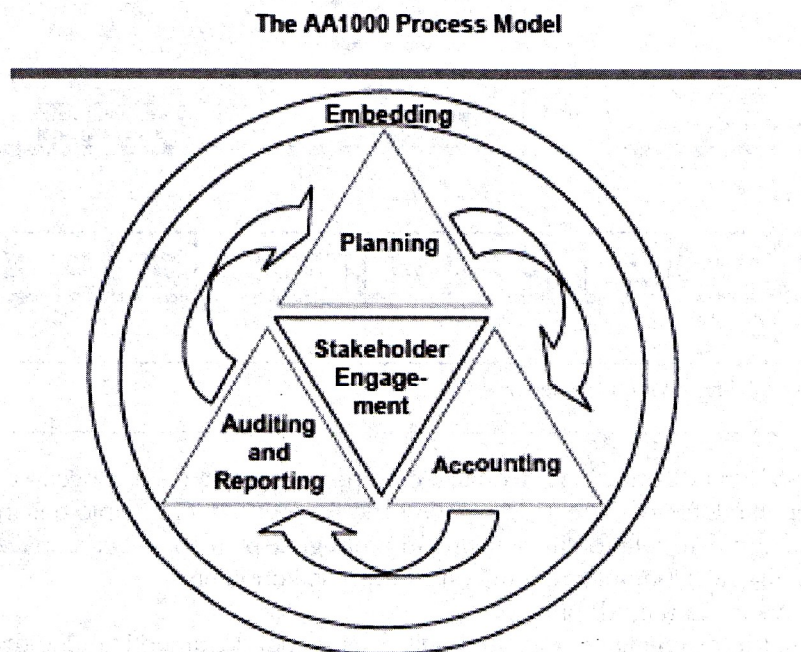 The AA1000 Process Model
Embedding
Planning
Stakeholder
Engage-
ment
Auditing
and
Reporting
Accounting